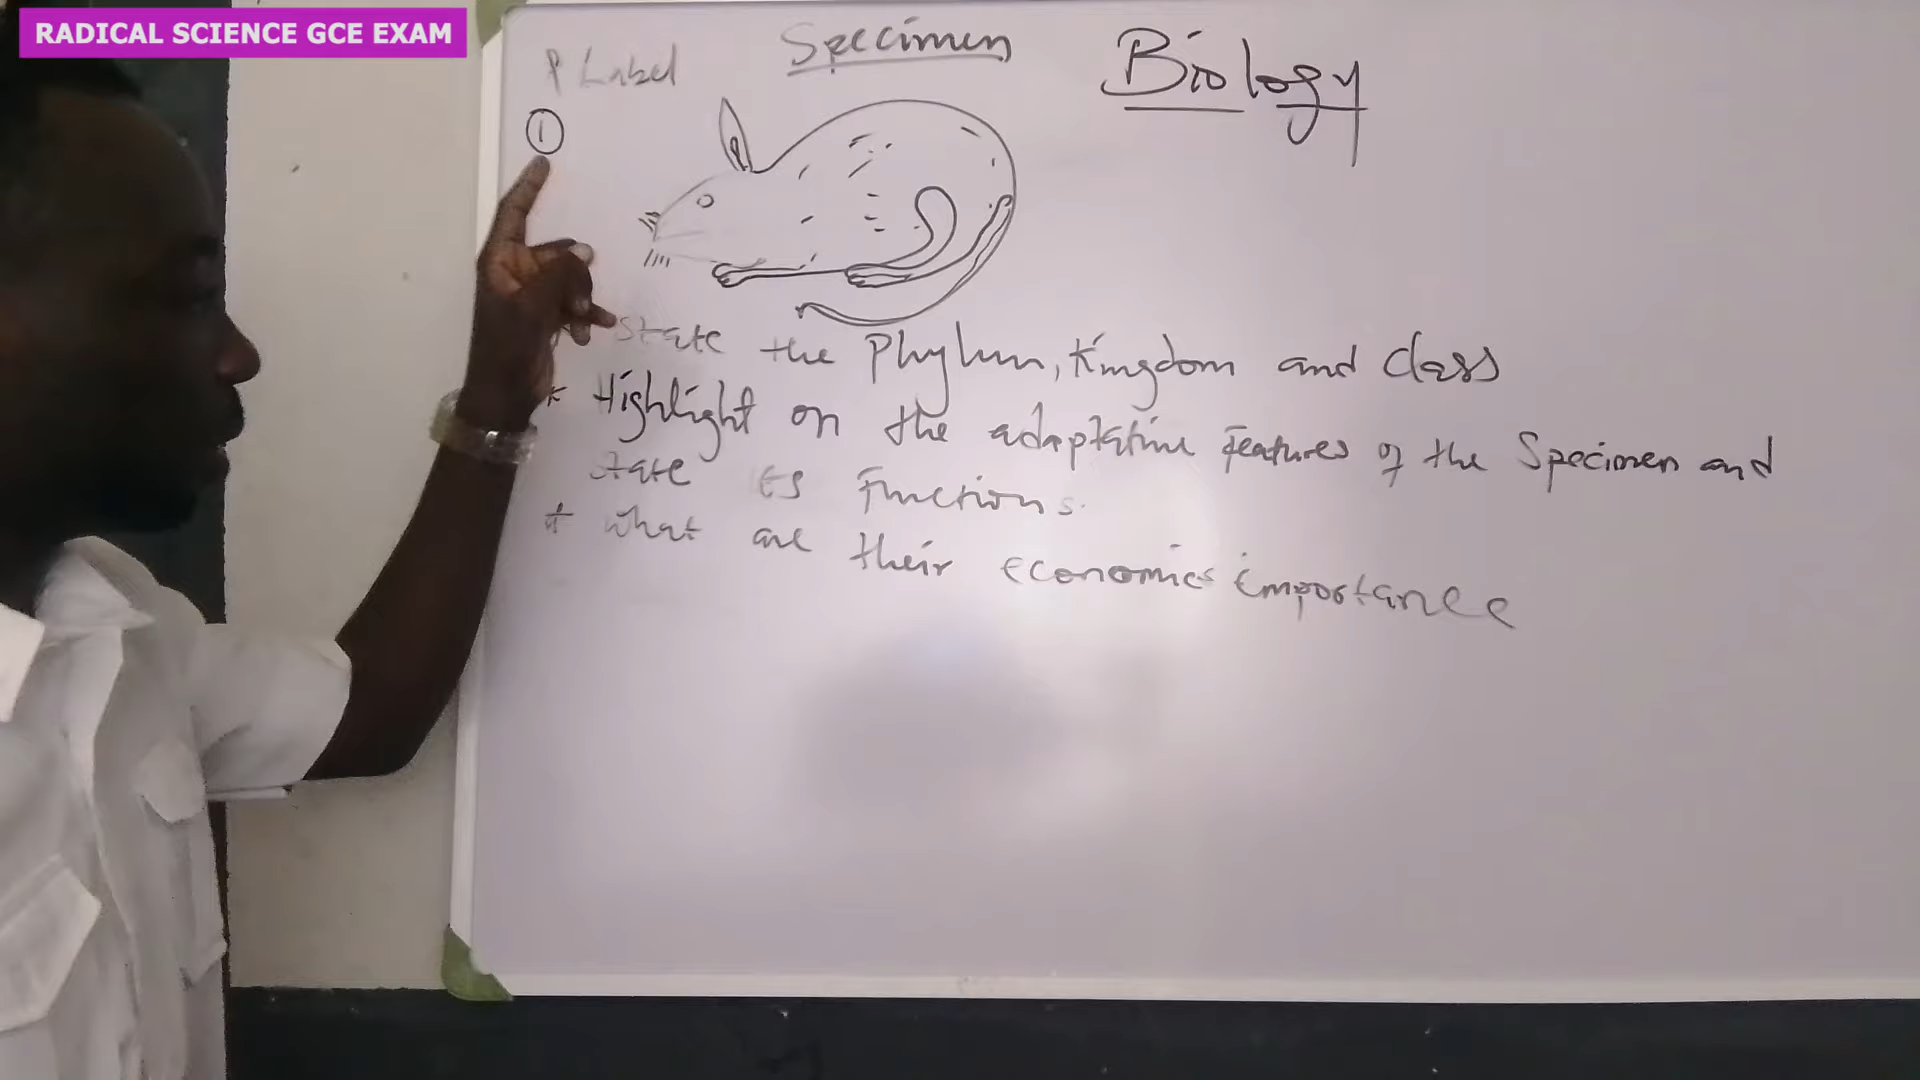 RADICAL SCIENCE GCE EXAM
Specimen
Biology
Label
1
State the Phylum, Kingdom and class
* Highlight on the adaptative features of the Specimen and
state its functions.
* what are their economics importance